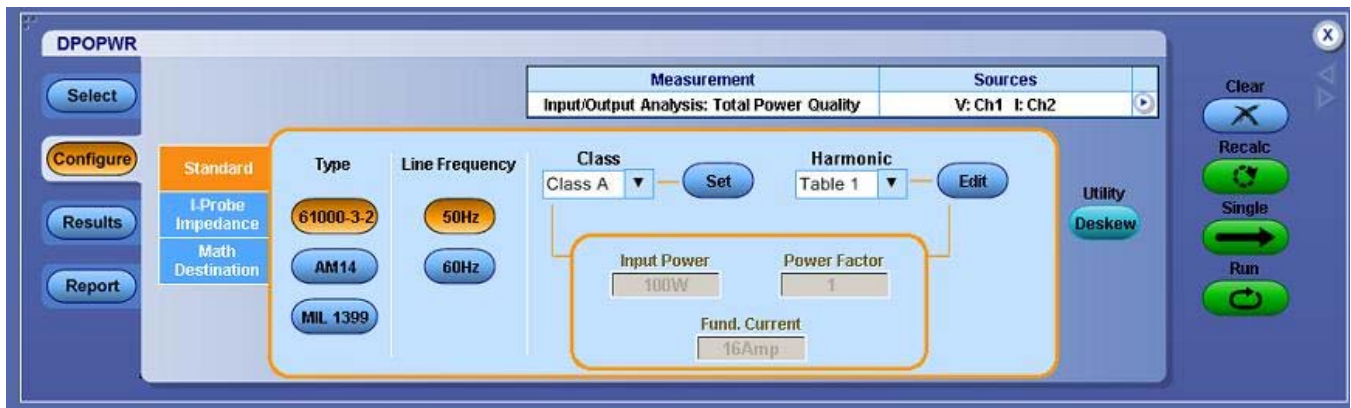 DPOPWR
X
Select
Configure
Results
Report
Measurement Sources
Input/Output Analysis: Total Power Quality V: Ch1 I: Ch2
Standard
I-Probe
Impedance
Math
Destination
Type
61000-3-2
AM14
MIL 1399
Line Frequency
50Hz
60Hz
Class
Class A
Set
Harmonic
Table 1
Edit
Input Power
100W
Power Factor
1
Fund. Current
16Amp
Utility
Deskew
Clear
Recalc
Single
Run